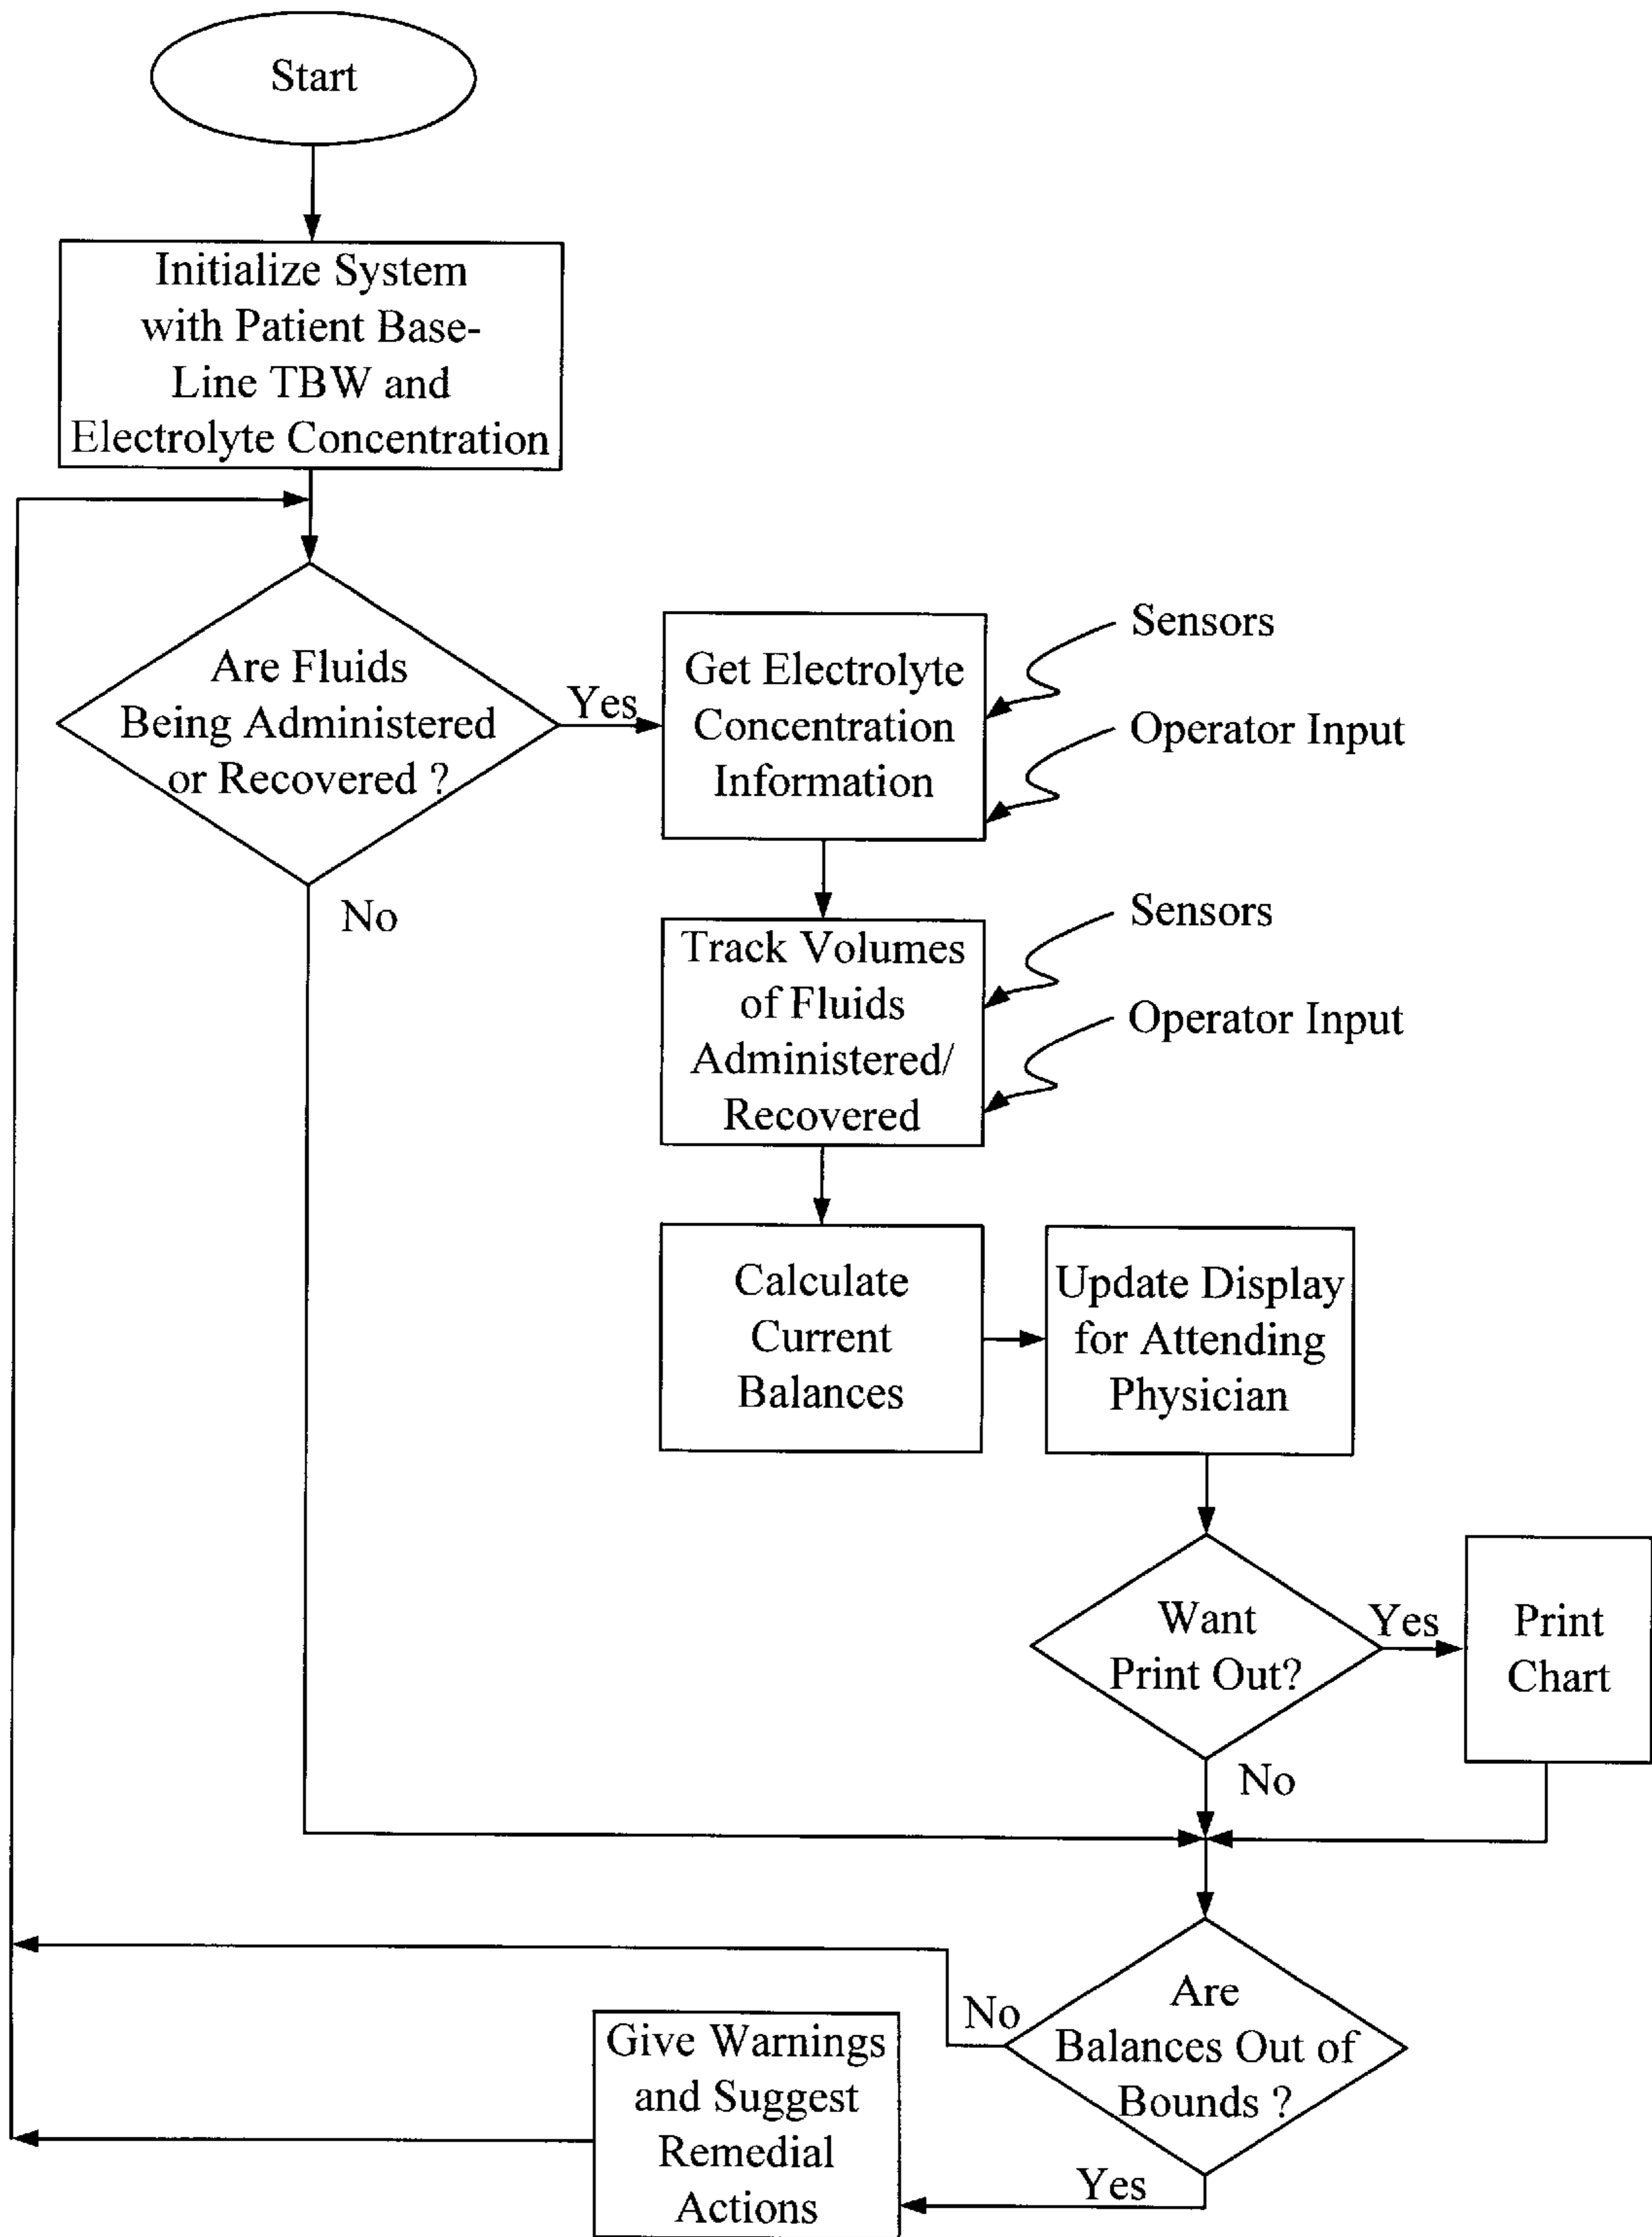 Start
Initialize System
with Patient Base-
Line TBW and
Electrolyte Concentration
Are Fluids
Being Administered
or Recovered ?
Yes
No
Get Electrolyte
Concentration
Information
Sensors
Operator Input
Track Volumes
of Fluids
Administered/
Recovered
Sensors
Operator Input
Calculate
Current
Balances
Update Display
for Attending
Physician
Want
Print Out?
Yes
No
Print
Chart
Are
Balances Out of
Bounds ?
No
Yes
Give Warnings
and Suggest
Remedial
Actions